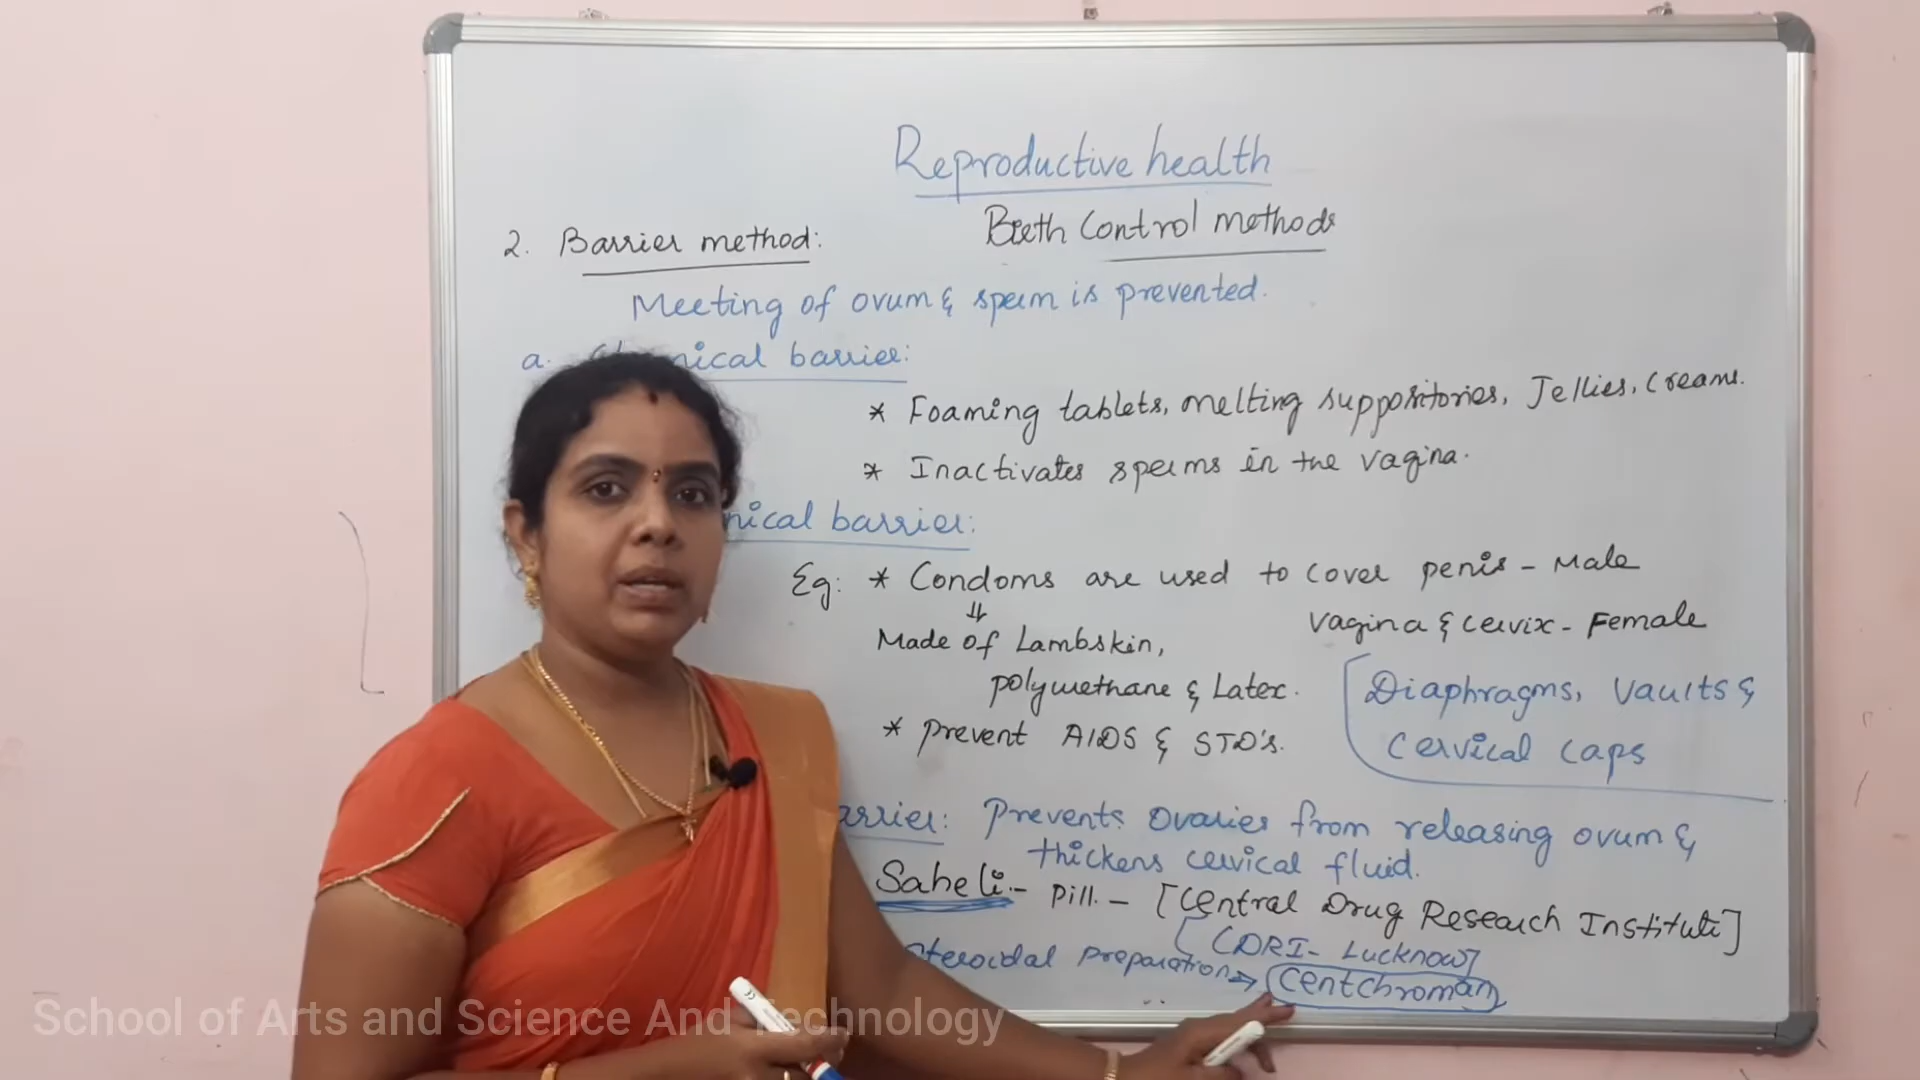 Reproductive health
Birth Control methods
2. Barrier method:
Meeting of ovum & sperm is prevented.
a. barrier:
* Foaming tablets, melting suppositories, Jellies, Creams.
* Inactivates sperms in the vagina.
nical barrier:
Eg: * Condoms are used to cover penis - Male
vagina & cervix - Female
Made of Lambskin,
polyurethane & Latex.
Diaphragms, vaults &
cervical caps
* prevent AIDS & STD's.
arrier: Prevents ovaries from releasing ovum &
thickens cervical fluid.
Saheli:- pill. - [Central Drug Research Institute]
[CDRI - Lucknow]
teroidal preparation → centchroman
School of Arts and Science And Technology